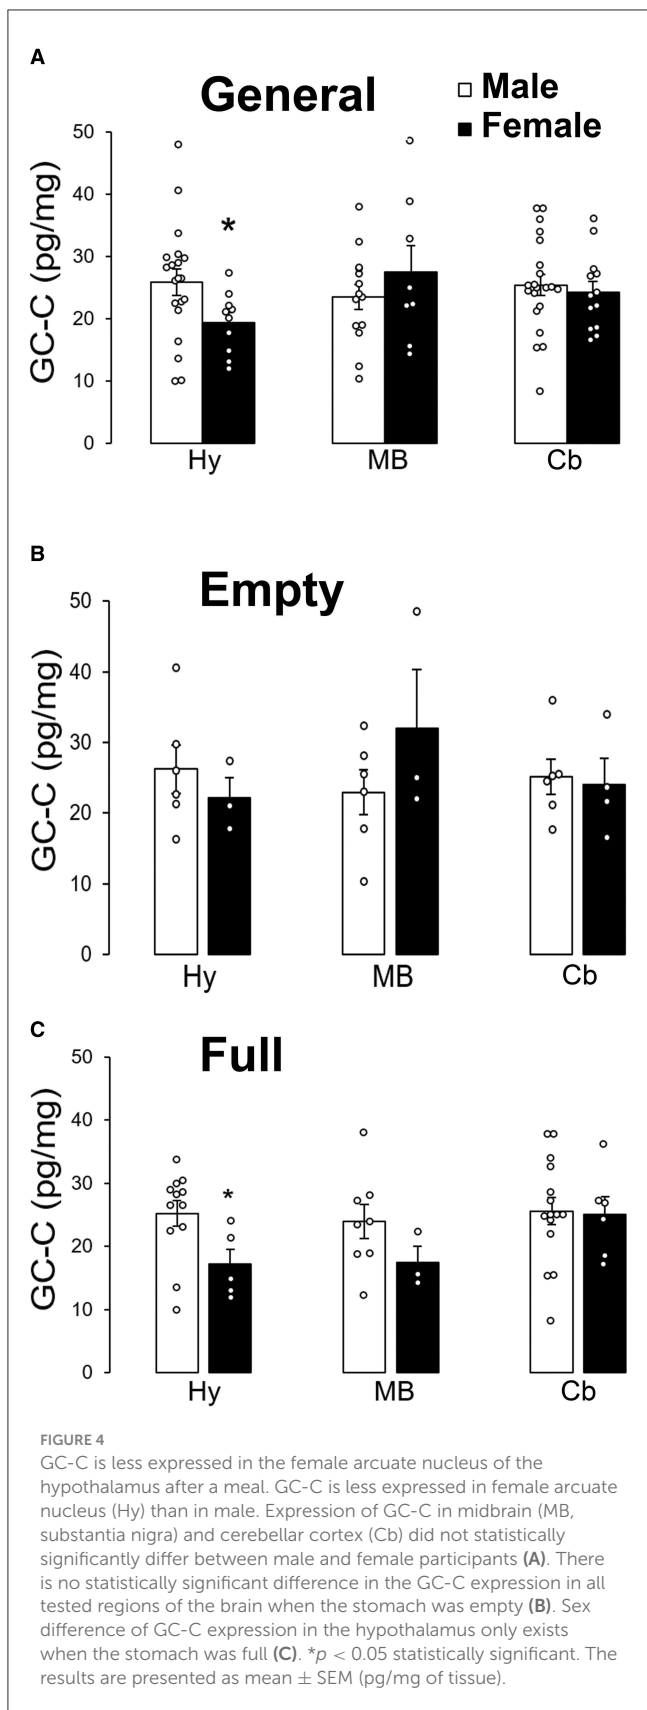 A
General
Male
Female
50
40
30
20
10
0
GC-C (pg/mg)
*
Hy MB Cb
B
Empty
50
40
30
20
10
0
GC-C (pg/mg)
Hy MB Cb
C
Full
50
40
30
20
10
0
GC-C (pg/mg)
*
Hy MB Cb
FIGURE 4
GC-C is less expressed in the female arcuate nucleus of the
hypothalamus after a meal. GC-C is less expressed in female arcuate
nucleus (Hy) than in male. Expression of GC-C in midbrain (MB,
substantia nigra) and cerebellar cortex (Cb) did not statistically
significantly differ between male and female participants (A). There
is no statistically significant difference in the GC-C expression in all
tested regions of the brain when the stomach was empty (B). Sex
difference of GC-C expression in the hypothalamus only exists
when the stomach was full (C). *p < 0.05 statistically significant. The
results are presented as mean ± SEM (pg/mg of tissue).